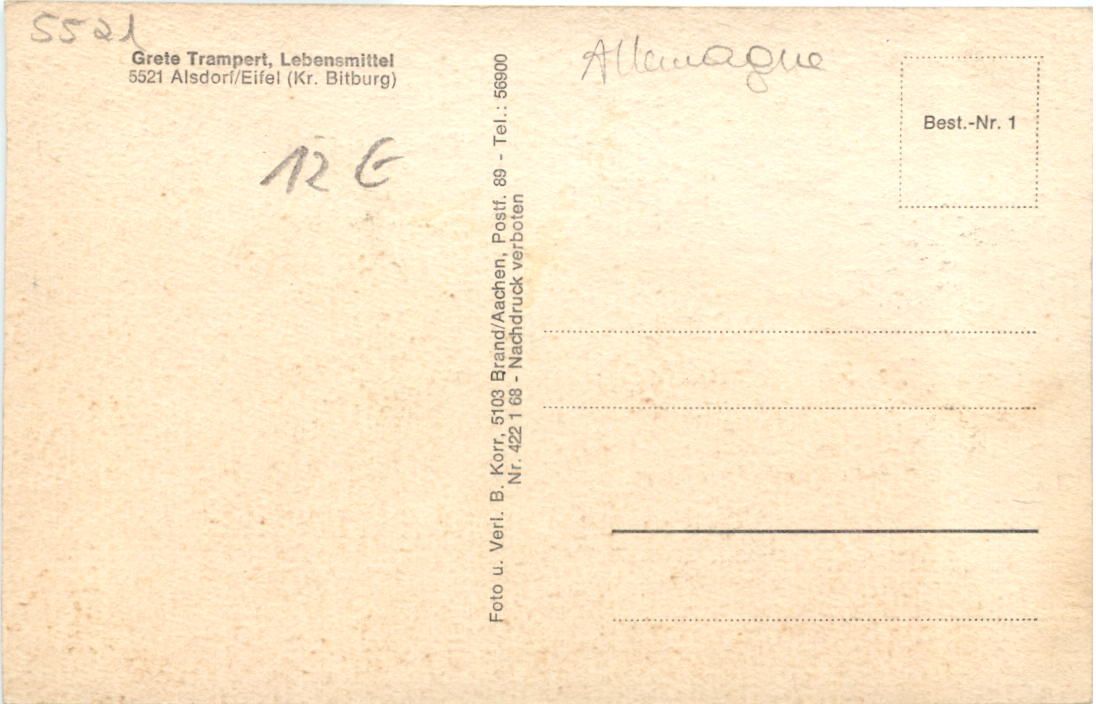 5521
Grete Trampert, Lebensmittel
5521 Alsdorf/Eifel (Kr. Bitburg)
12 €
Foto u. Verl. B. Korr, 5103 Brand/Aachen, Postf. 89 - Tel.: 56900
Nr. 422 1 68 - Nachdruck verboten
Allemagne
Best.-Nr. 1